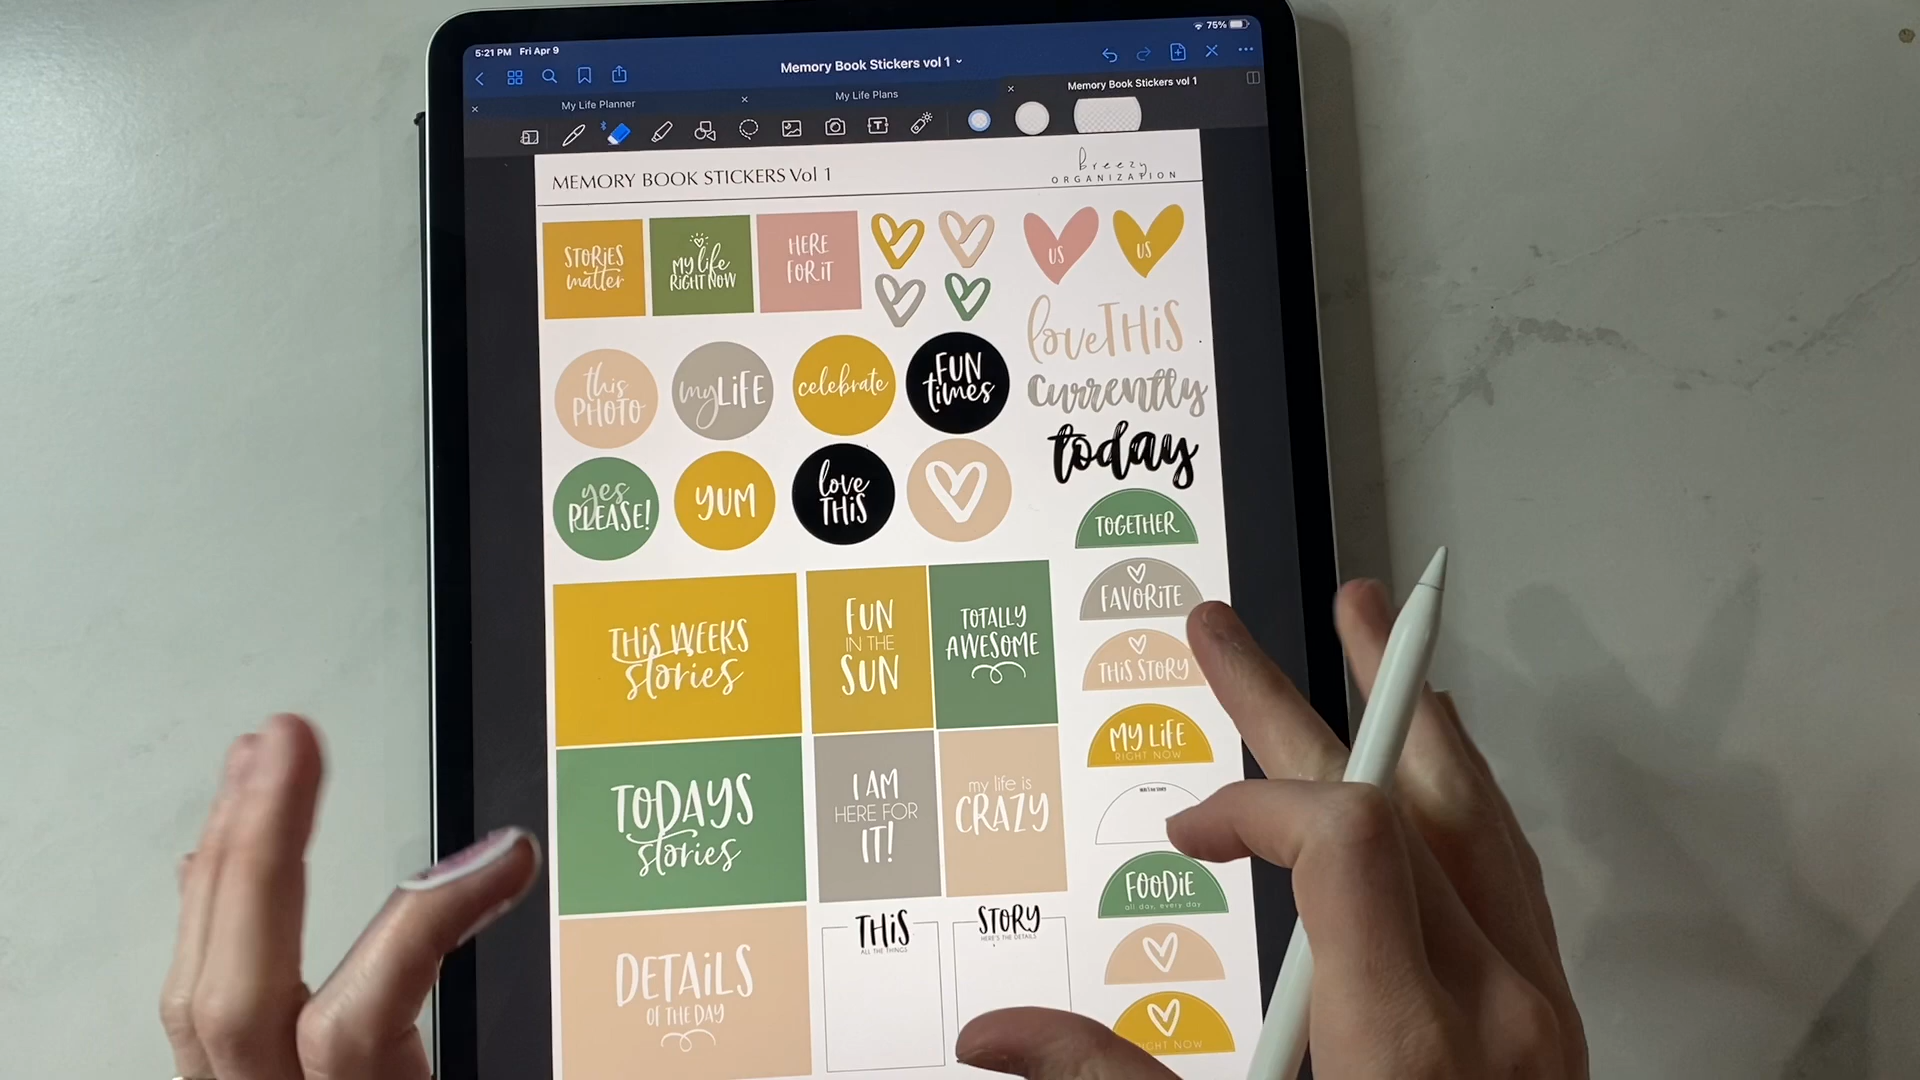 5:21 PM Fri Apr 9
75%
Memory Book Stickers vol 1
My Life Planner
My Life Plans
Memory Book Stickers vol 1
MEMORY BOOK STICKERS Vol 1
breezy
ORGANIZATION
STORIES
matter
MY life
RIGHT NOW
HERE
FOR iT
US
US
loveTHiS
currently
today
this
PHOTO
myLiFE
celebrate
FUN
times
yes
PLEASE!
YUM
love
THiS
TOGETHER
FAVORiTE
THIS STORY
MY LiFE
RIGHT NOW
FOODiE
all day, every day
RIGHT NOW
THiS WEEKS
stories
FUN
IN THE
SUN
TOTALLY
AWESOME
TODAYS
stories
I AM
HERE FOR
IT!
my life is
CRAZY
DETAiLS
OF THE DAY
THiS
ALL THE THINGS
STORY
HERE'S THE DETAILS